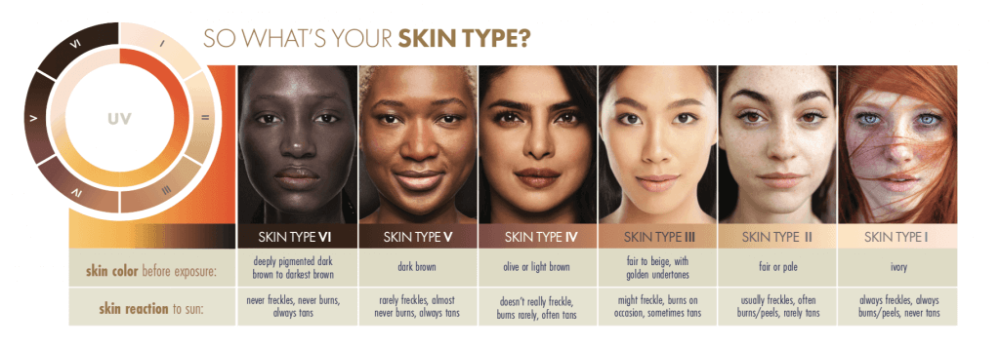 SO WHAT'S YOUR SKIN TYPE?
VI
I
V
UV
II
IV
III
SKIN TYPE VI
SKIN TYPE V
SKIN TYPE IV
SKIN TYPE III
SKIN TYPE II
SKIN TYPE I
skin color before exposure:
deeply pigmented dark
brown to darkest brown
dark brown
olive or light brown
fair to beige, with
golden undertones
fair or pale
ivory
skin reaction to sun:
never freckles, never burns,
always tans
rarely freckles, almost
never burns, always tans
doesn't really freckle,
burns rarely, often tans
might freckle, burns on
occasion, sometimes tans
usually freckles, often
burns/peels, rarely tans
always freckles, always
burns/peels, never tans